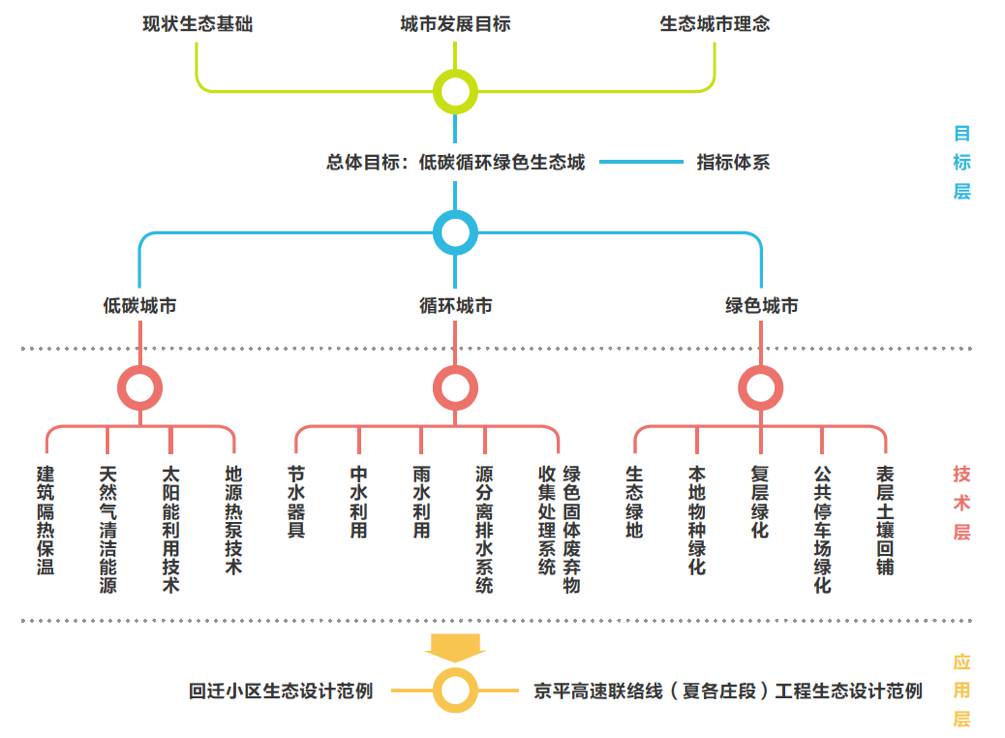 现状生态基础
城市发展目标
生态城市理念
总体目标：低碳循环绿色生态城
指标体系
目标层
低碳城市
循环城市
绿色城市
建筑隔热保温
天然气清洁能源
太阳能利用技术
地源热泵技术
节水器具
中水利用
雨水利用
源分离排水系统
绿色固体废弃物
收集处理系统
生态绿地
本地物种绿化
复层绿化
公共停车场绿化
表层土壤回铺
技术层
回迁小区生态设计范例
京平高速联络线（夏各庄段）工程生态设计范例
应用层